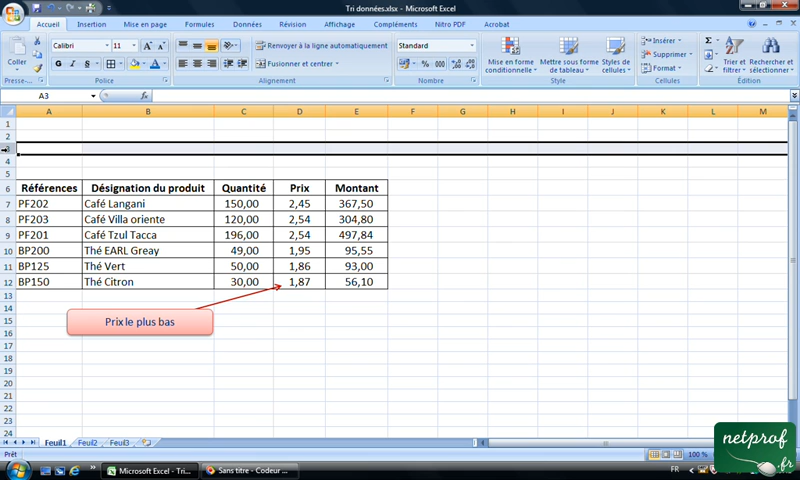 Tri données.xlsx - Microsoft Excel
Accueil Insertion Mise en page Formules Données Révision Affichage Compléments Nitro PDF Acrobat
Coller
Calibri 11
G I S
Renvoyer à la ligne automatiquement
Fusionner et centrer
Standard
% 000
Mise en forme conditionnelle
Mettre sous forme de tableau
Styles de cellules
Insérer
Supprimer
Format
Trier et filtrer
Rechercher et sélectionner
Presse-... Police Alignement Nombre Style Cellules Édition
A3 fx
A B C D E F G H I J K L M
1
2
3
4
5
6 Références Désignation du produit Quantité Prix Montant
7 PF202 Café Langani 150,00 2,45 367,50
8 PF203 Café Villa oriente 120,00 2,54 304,80
9 PF201 Café Tzul Tacca 196,00 2,54 497,84
10 BP200 Thé EARL Greay 49,00 1,95 95,55
11 BP125 Thé Vert 50,00 1,86 93,00
12 BP150 Thé Citron 30,00 1,87 56,10
13
14
15 Prix le plus bas
16
17
18
19
20
21
22
23
24
Feuil1 Feuil2 Feuil3
Prêt 100 %
netprof.fr
Microsoft Excel - Tri... Sans titre - Codeur ... FR